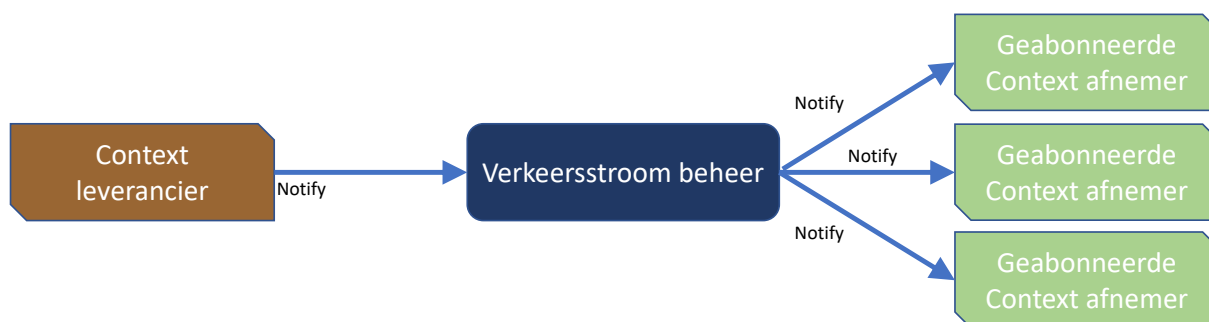 Context
leverancier
Notify
Verkeersstroom beheer
Notify
Notify
Notify
Geabonneerde
Context afnemer
Geabonneerde
Context afnemer
Geabonneerde
Context afnemer